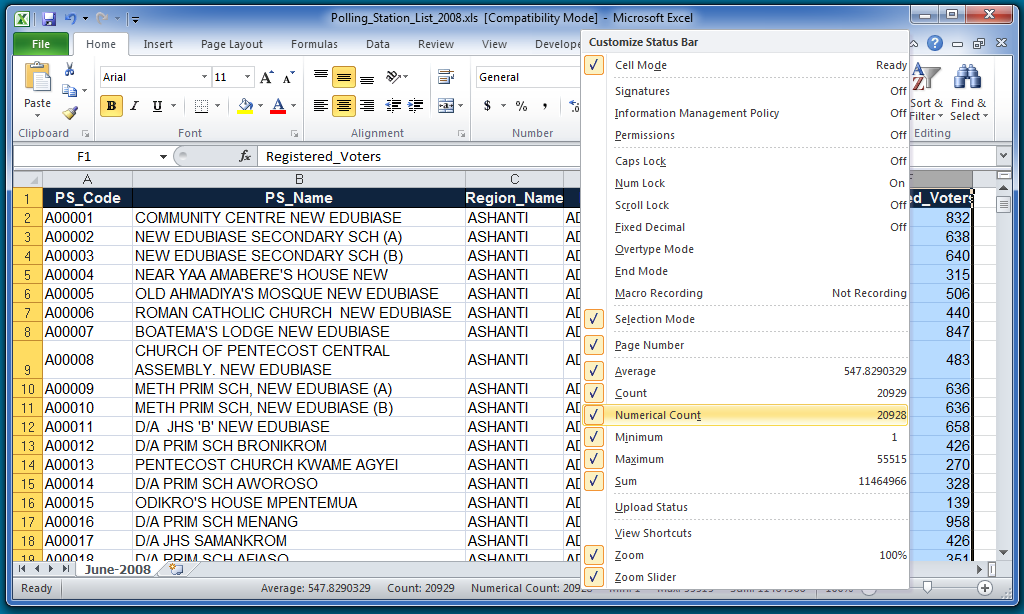 Polling_Station_List_2008.xls [Compatibility Mode] - Microsoft Excel
File Home Insert Page Layout Formulas Data Review View Develope
Paste
Arial 11
B I U A
General
$ % ,
Sort & Filter
Find & Select
Clipboard Font Alignment Number Editing
F1 fx Registered_Voters
A B C F
1 PS_Code PS_Name Region_Name ed_Voters
2 A00001 COMMUNITY CENTRE NEW EDUBIASE ASHANTI AD 832
3 A00002 NEW EDUBIASE SECONDARY SCH (A) ASHANTI AD 638
4 A00003 NEW EDUBIASE SECONDARY SCH (B) ASHANTI AD 640
5 A00004 NEAR YAA AMABERE'S HOUSE NEW ASHANTI AD 315
6 A00005 OLD AHMADIYA'S MOSQUE NEW EDUBIASE ASHANTI AD 506
7 A00006 ROMAN CATHOLIC CHURCH NEW EDUBIASE ASHANTI AD 440
8 A00007 BOATEMA'S LODGE NEW EDUBIASE ASHANTI AD 847
9 A00008 CHURCH OF PENTECOST CENTRAL
ASSEMBLY. NEW EDUBIASE ASHANTI AD 483
10 A00009 METH PRIM SCH, NEW EDUBIASE (A) ASHANTI AD 636
11 A00010 METH PRIM SCH, NEW EDUBIASE (B) ASHANTI AD 636
12 A00011 D/A JHS 'B' NEW EDUBIASE ASHANTI AD 658
13 A00012 D/A PRIM SCH BRONIKROM ASHANTI AD 426
14 A00013 PENTECOST CHURCH KWAME AGYEI ASHANTI AD 270
15 A00014 D/A PRIM SCH AWOROSO ASHANTI AD 328
16 A00015 ODIKRO'S HOUSE MPENTEMUA ASHANTI AD 139
17 A00016 D/A PRIM SCH MENANG ASHANTI AD 958
18 A00017 D/A JHS SAMANKROM ASHANTI AD 426
19 A00018 D/A PRIM SCH AFIASO ASHANTI AD 351
June-2008
Ready Average: 547.8290329 Count: 20929 Numerical Count: 20928
Customize Status Bar
Cell Mode Ready
Signatures Off
Information Management Policy Off
Permissions Off
Caps Lock Off
Num Lock On
Scroll Lock Off
Fixed Decimal Off
Overtype Mode
End Mode
Macro Recording Not Recording
Selection Mode
Page Number
Average 547.8290329
Count 20929
Numerical Count 20928
Minimum 1
Maximum 55515
Sum 11464966
Upload Status
View Shortcuts
Zoom 100%
Zoom Slider